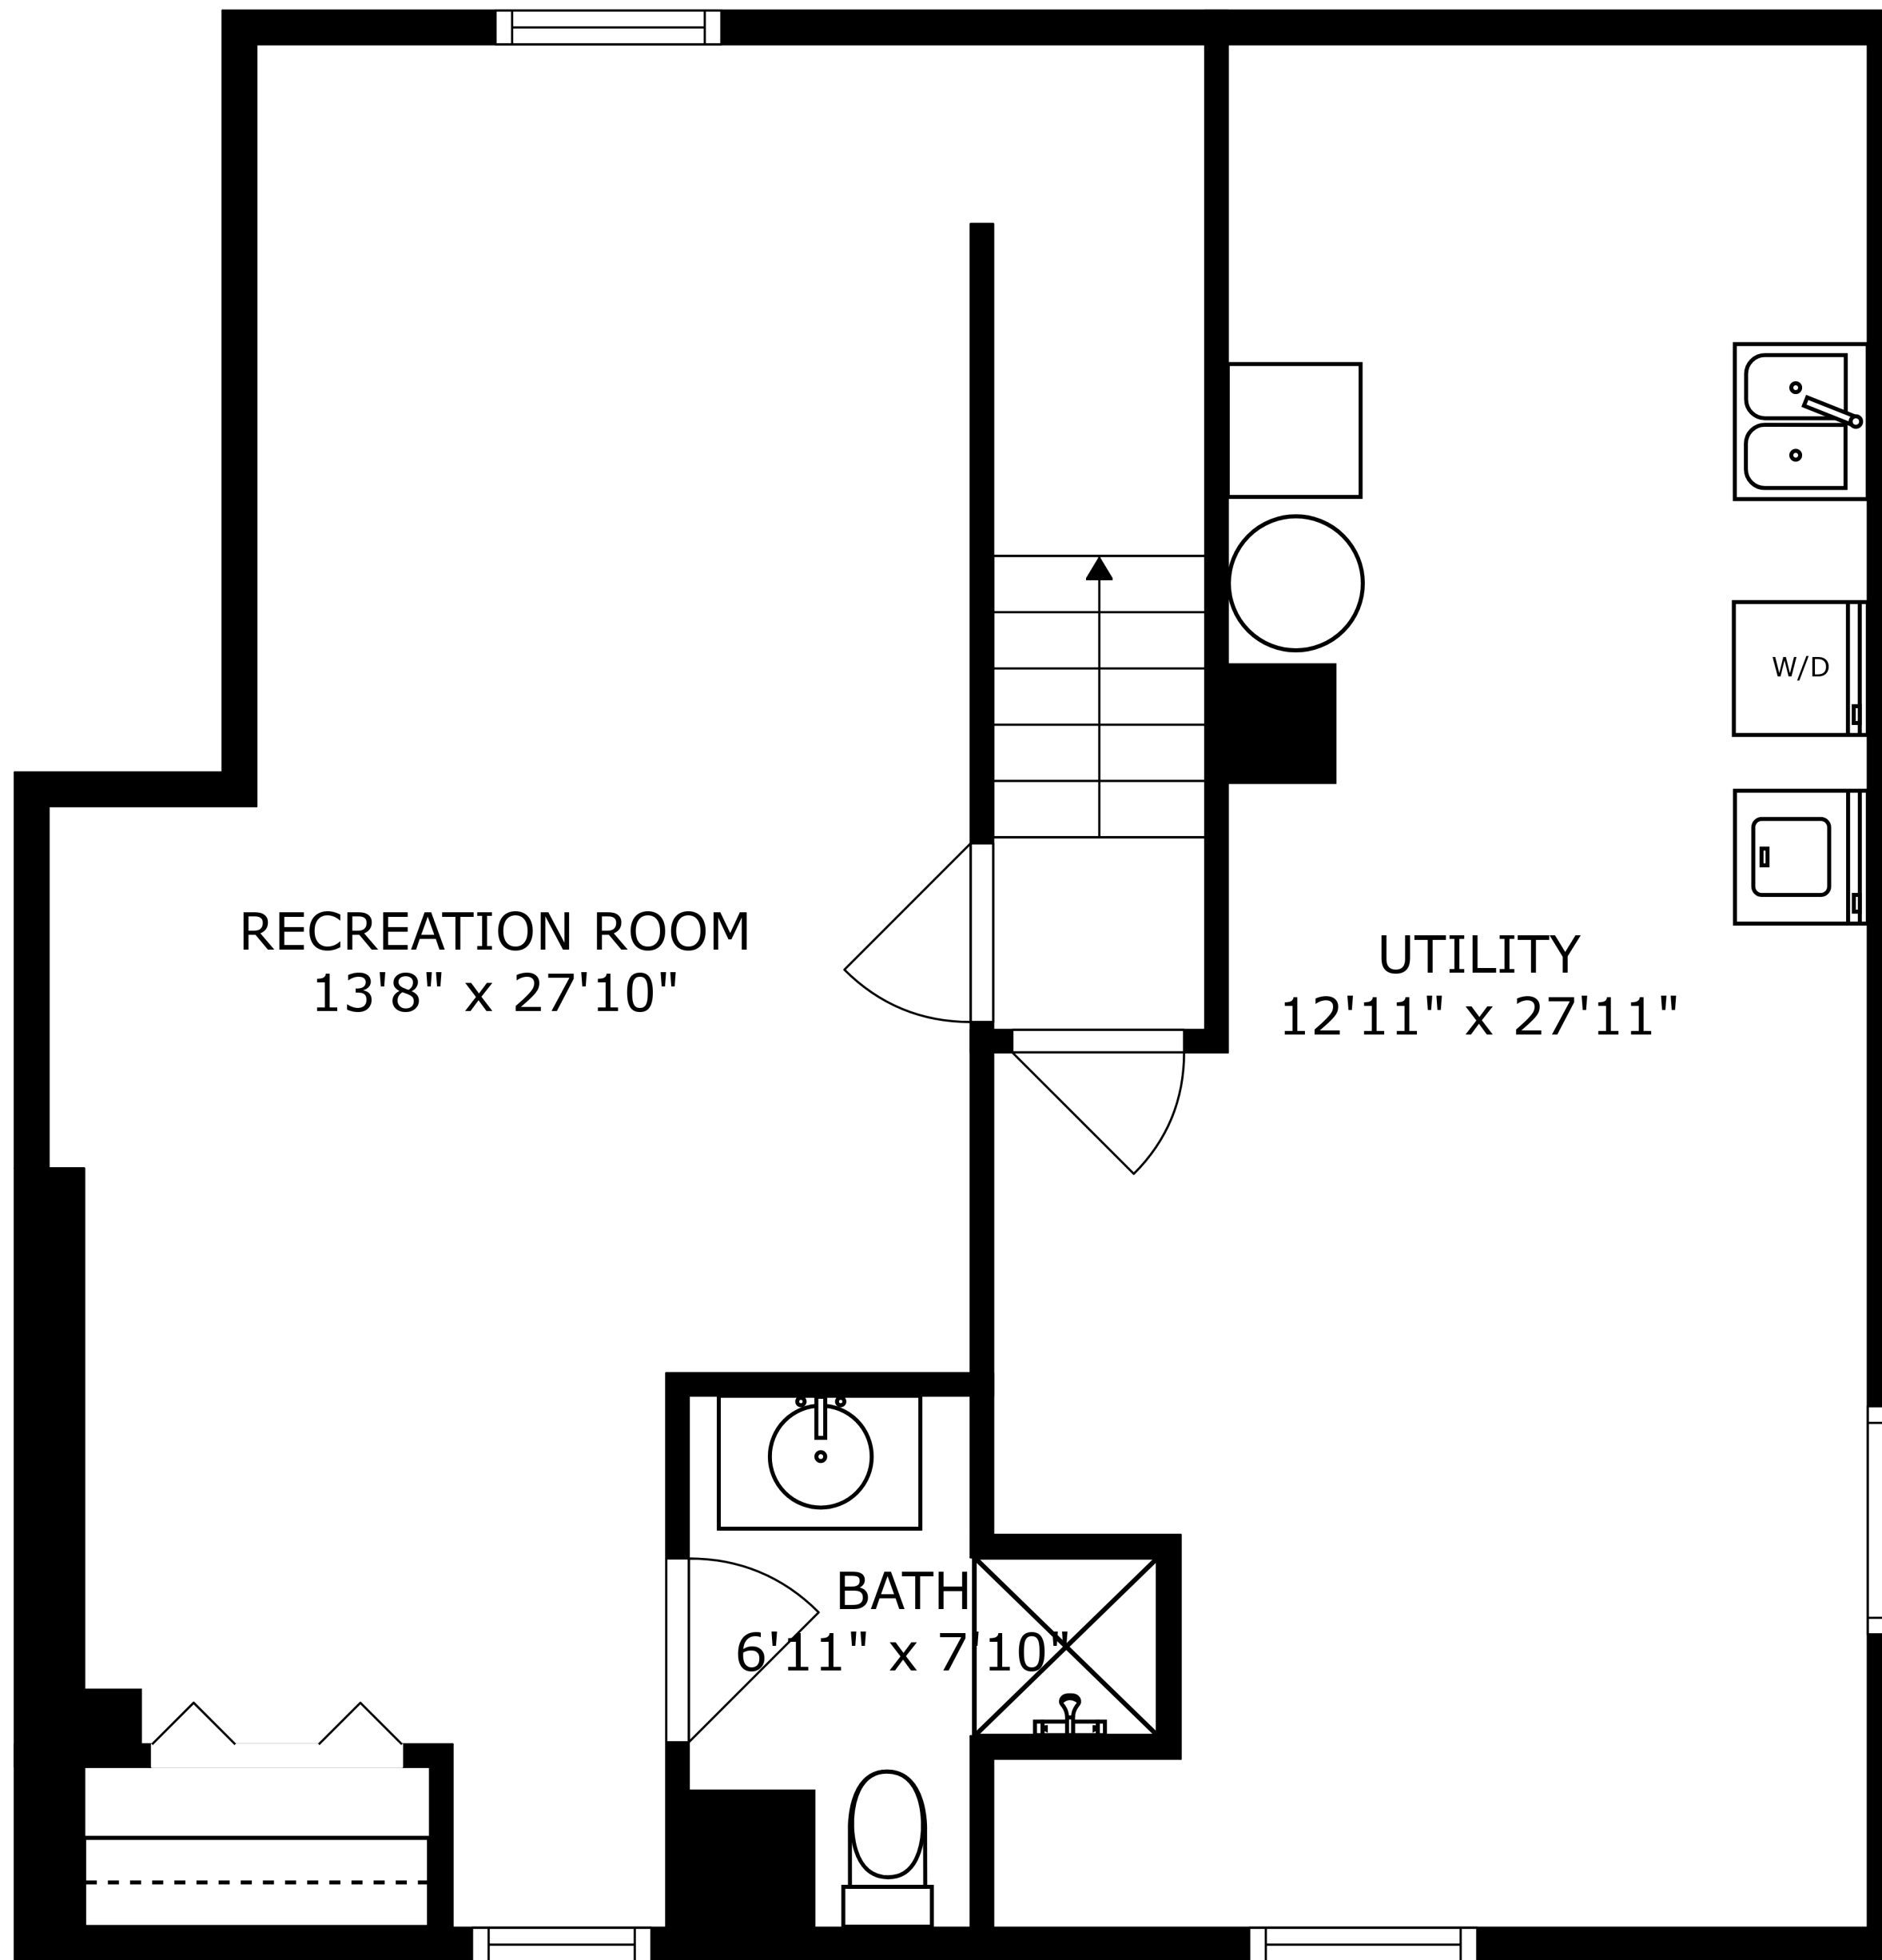 W/D
RECREATION ROOM
13'8" x 27'10"
UTILITY
12'11" x 27'11"
BATH
6'11" x 7'10"